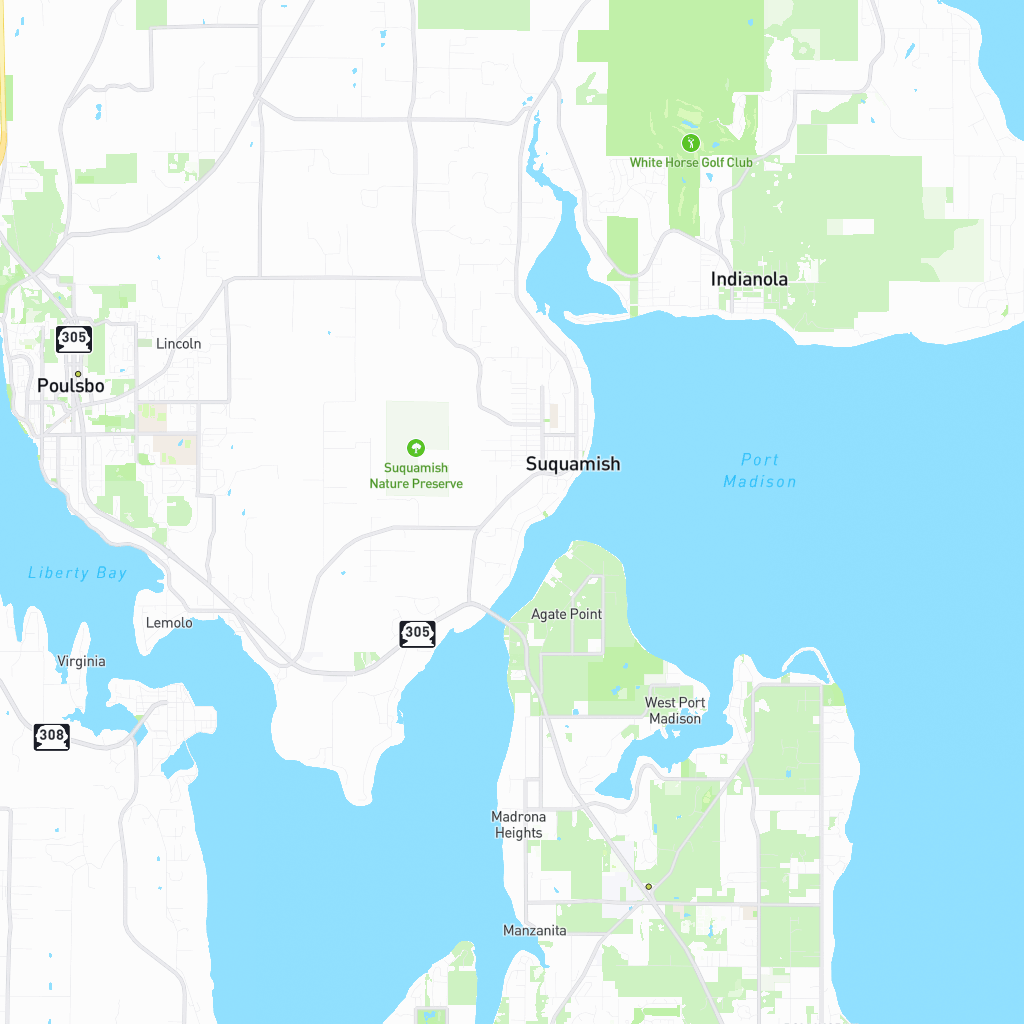 White Horse Golf Club
Indianola
305
Lincoln
Poulsbo
Suquamish
Nature Preserve
Suquamish
Port
Madison
Liberty Bay
Agate Point
Lemolo
305
Virginia
West Port
Madison
308
Madrona
Heights
Manzanita